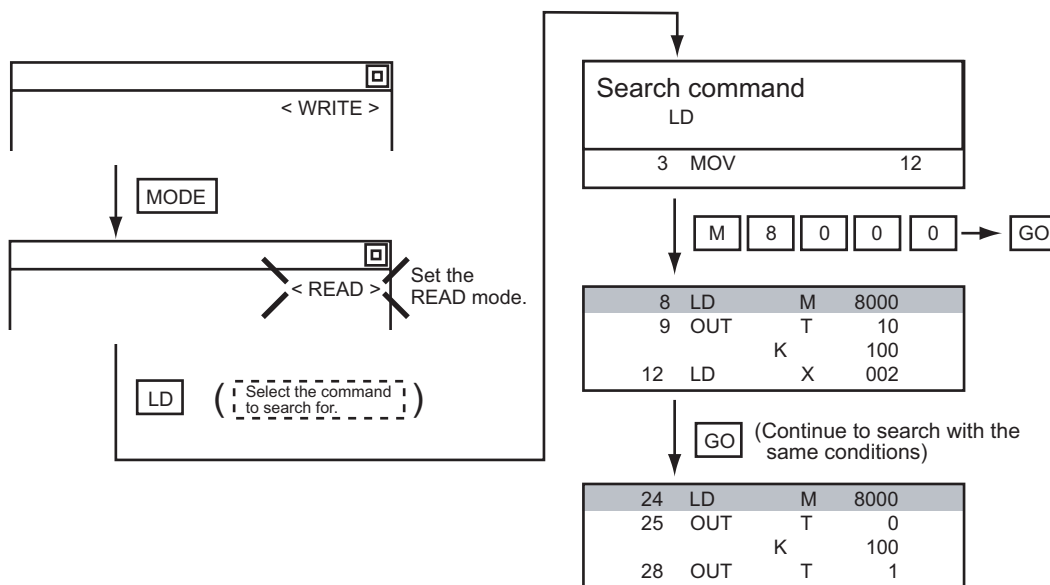 < WRITE >
MODE
< READ >
Set the
READ mode.
LD
( Select the command
to search for. )
Search command
LD
3 MOV 12
M 8 0 0 0 GO
8 LD M 8000
9 OUT T 10
K 100
12 LD X 002
GO
(Continue to search with the
same conditions)
24 LD M 8000
25 OUT T 0
K 100
28 OUT T 1